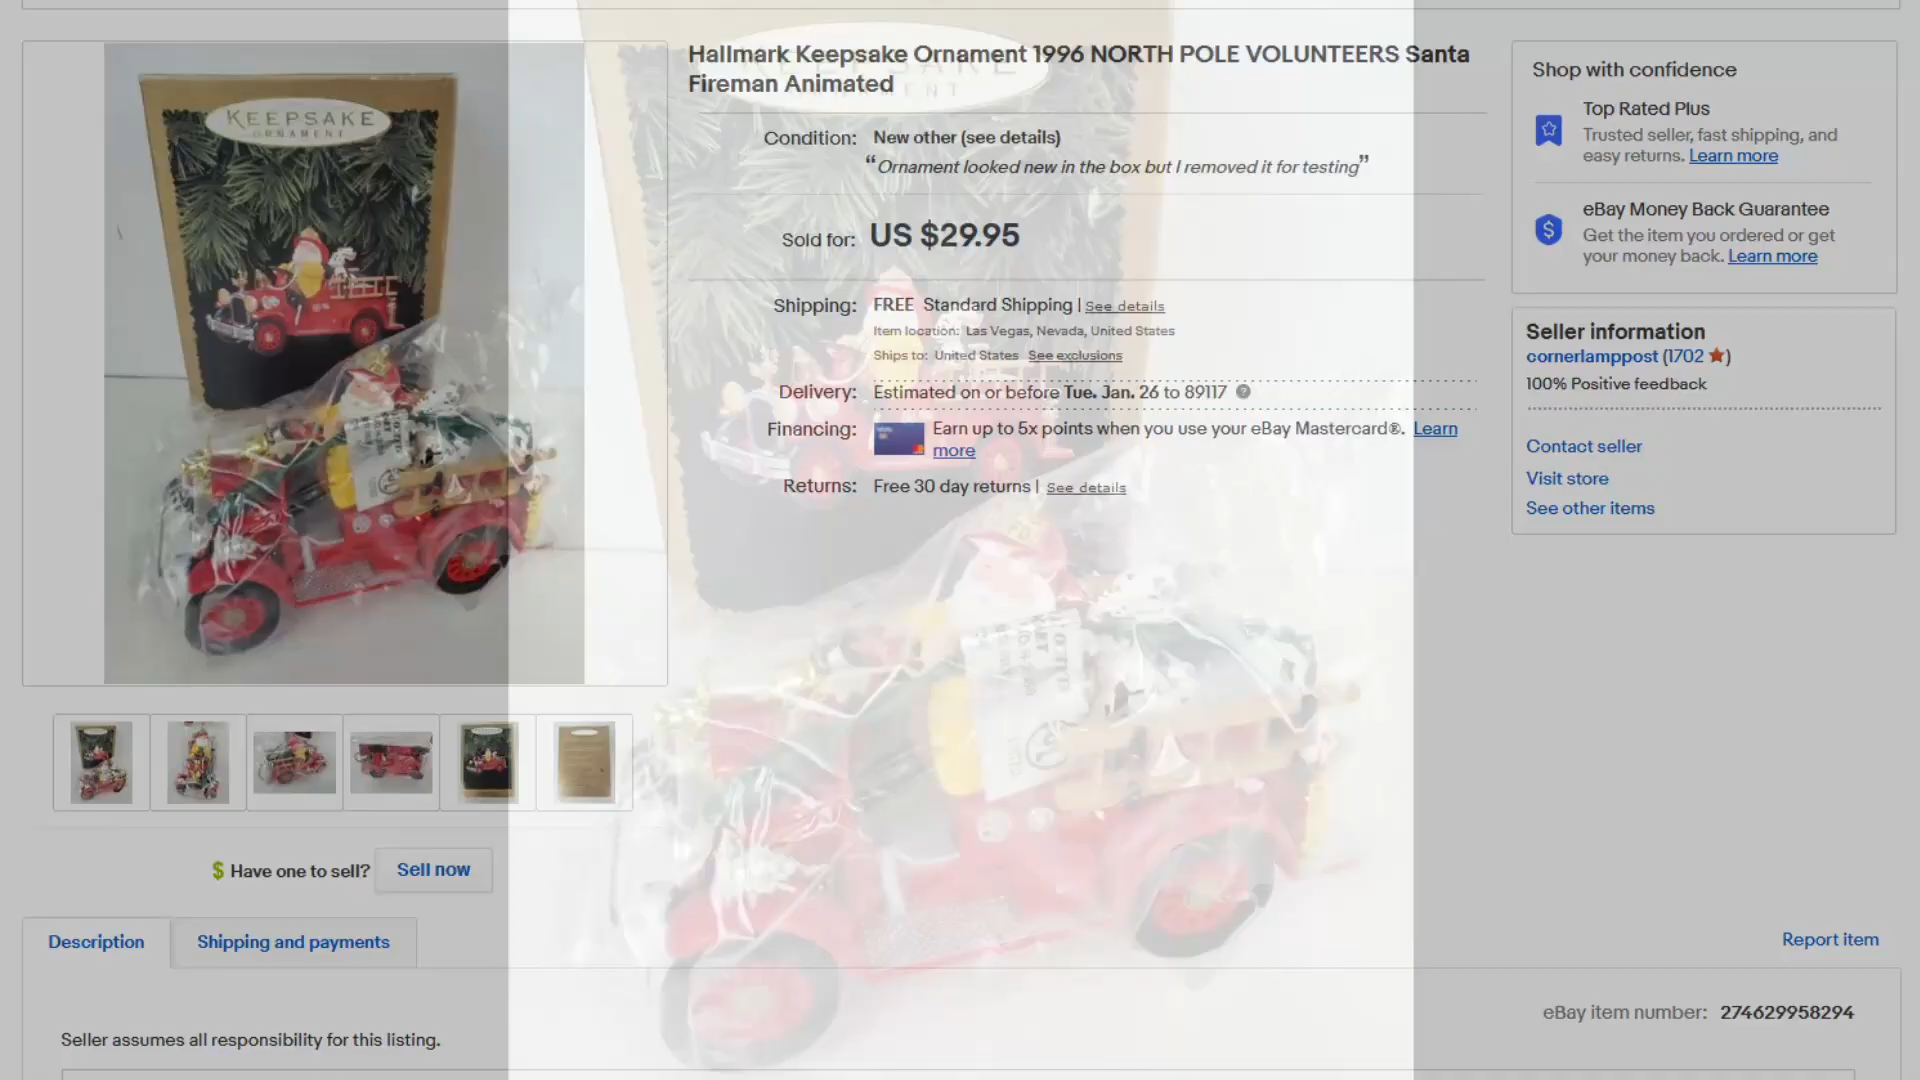 Hallmark Keepsake Ornament 1996 NORTH POLE VOLUNTEERS Santa
Fireman Animated
Condition: New other (see details)
“Ornament looked new in the box but I removed it for testing”
Sold for: US $29.95
Shipping: FREE Standard Shipping | See details
Item location: Las Vegas, Nevada, United States
Ships to: United States See exclusions
Delivery: Estimated on or before Tue. Jan. 26 to 89117
Financing: Earn up to 5x points when you use your eBay Mastercard®. Learn
more
Returns: Free 30 day returns | See details
Shop with confidence
Top Rated Plus
Trusted seller, fast shipping, and
easy returns. Learn more
eBay Money Back Guarantee
Get the item you ordered or get
your money back. Learn more
Seller information
cornerlamppost (1702 ★)
100% Positive feedback
Contact seller
Visit store
See other items
KEEPSAKE
ORNAMENT
KEEPSAKE
ORNAMENT
$ Have one to sell? Sell now
Description
Shipping and payments
Report item
eBay item number: 274629958294
Seller assumes all responsibility for this listing.